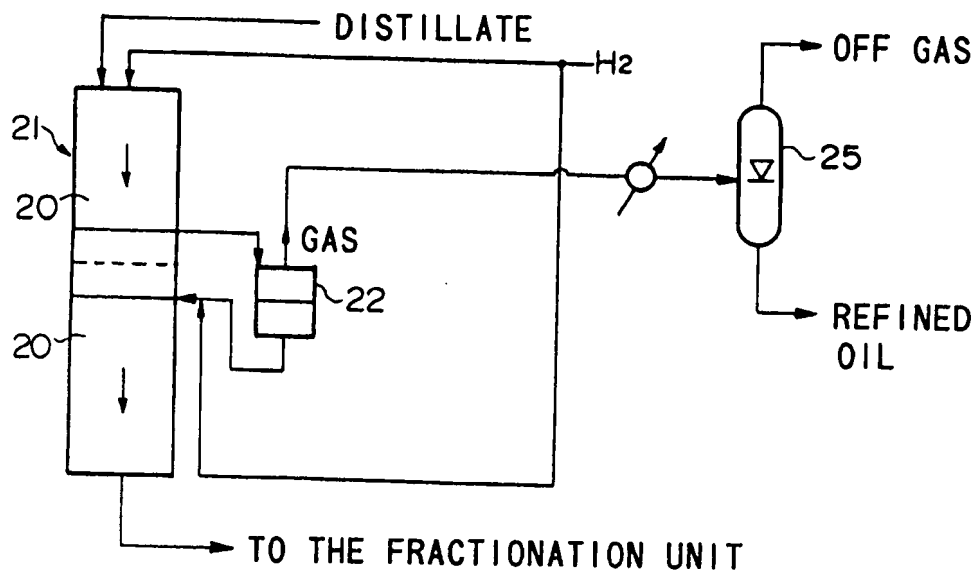 DISTILLATE
H2
OFF GAS
21
25
20
GAS
22
20
REFINED
OIL
TO THE FRACTIONATION UNIT